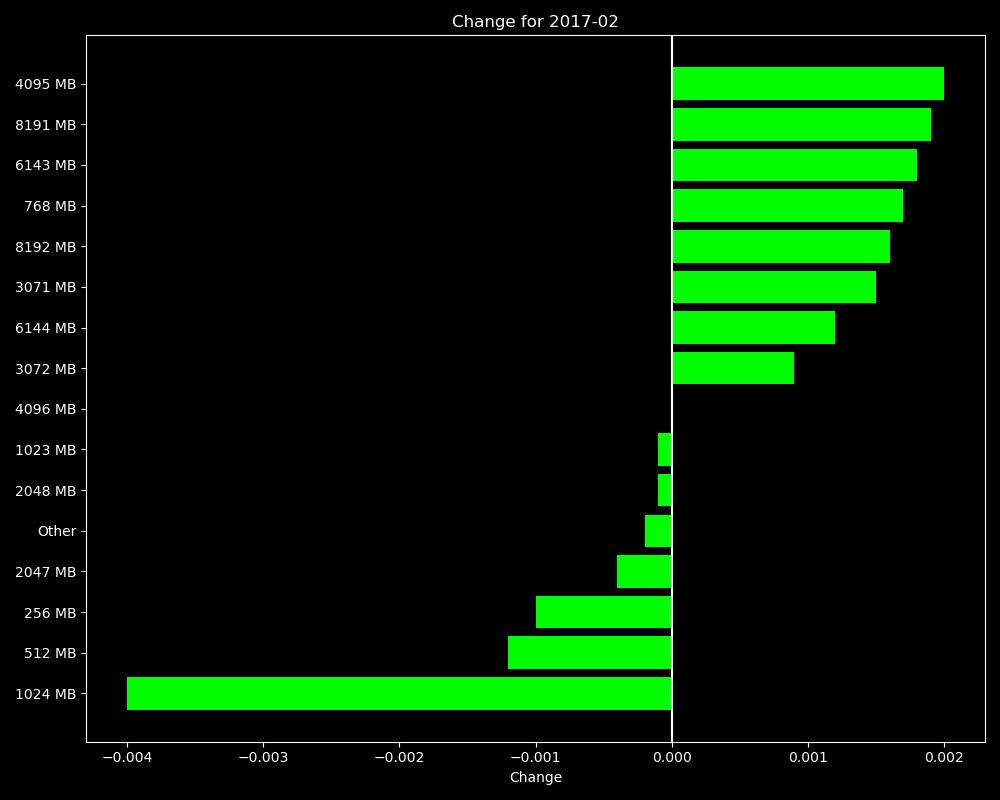 Change for 2017-02
4095 MB
8191 MB
6143 MB
768 MB
8192 MB
3071 MB
6144 MB
3072 MB
4096 MB
1023 MB
2048 MB
Other
2047 MB
256 MB
512 MB
1024 MB
−0.004 −0.003 −0.002 −0.001 0.000 0.001 0.002
Change